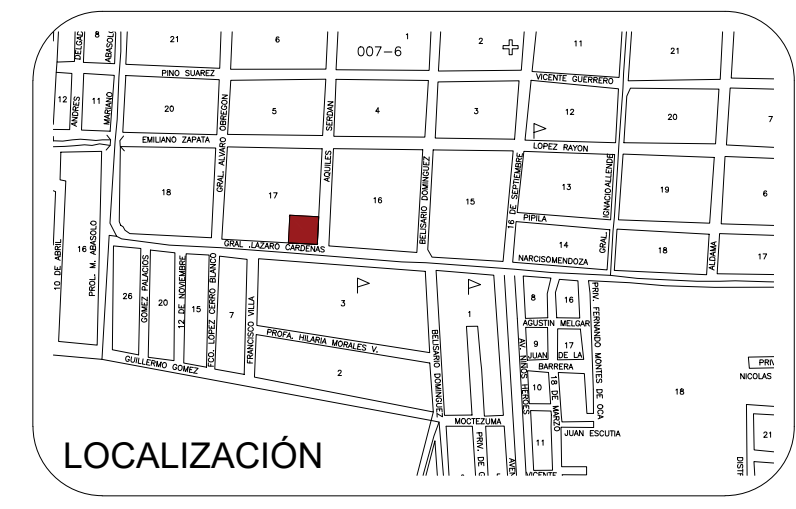 DELGAD
8
ABASOLO
21
6
1
007-6
2
11
21
PINO SUAREZ
VICENTE GUERRERO
12
ANDRES
11
MARIANO
20
GRAL. ALVARO OBREGON
5
SERDAN
4
3
12
20
7
EMILIANO ZAPATA
LOPEZ RAYON
18
17
AQUILES
16
BELISARIO DOMINGUEZ
15
16 DE SEPTIEMBRE
13
GRAL. IGNACIO ALLENDE
19
6
PIPILA
14
NARCISOMENDOZA
18
ALDAMA
17
GRAL .LAZARO CARDENAS
10 DE ABRIL
16
PROL. M. ABASOLO
26
GOMEZ PALACIOS
20
12 DE NOVIEMBRE
15
FCO. LOPEZ CERRO BLANCO
7
FRANCISCO VILLA
3
1
8
16
PRIV. FERNANDO MONTES DE OCA
AGUSTIN MELGAR
PROFA. HILARIA MORALES V.
BELISARIO DOMINGUEZ
AV. NIÑOS HEROES
9
17
JUAN DE LA
BARRERA
GUILLERMO GOMEZ
2
10
18 DE MARZO
18
PRIV
NICOLAS
MOCTEZUMA
JUAN ESCUTIA
PRIV. DE
AVEN
11
21
VICENTE
DIST
LOCALIZACIÓN